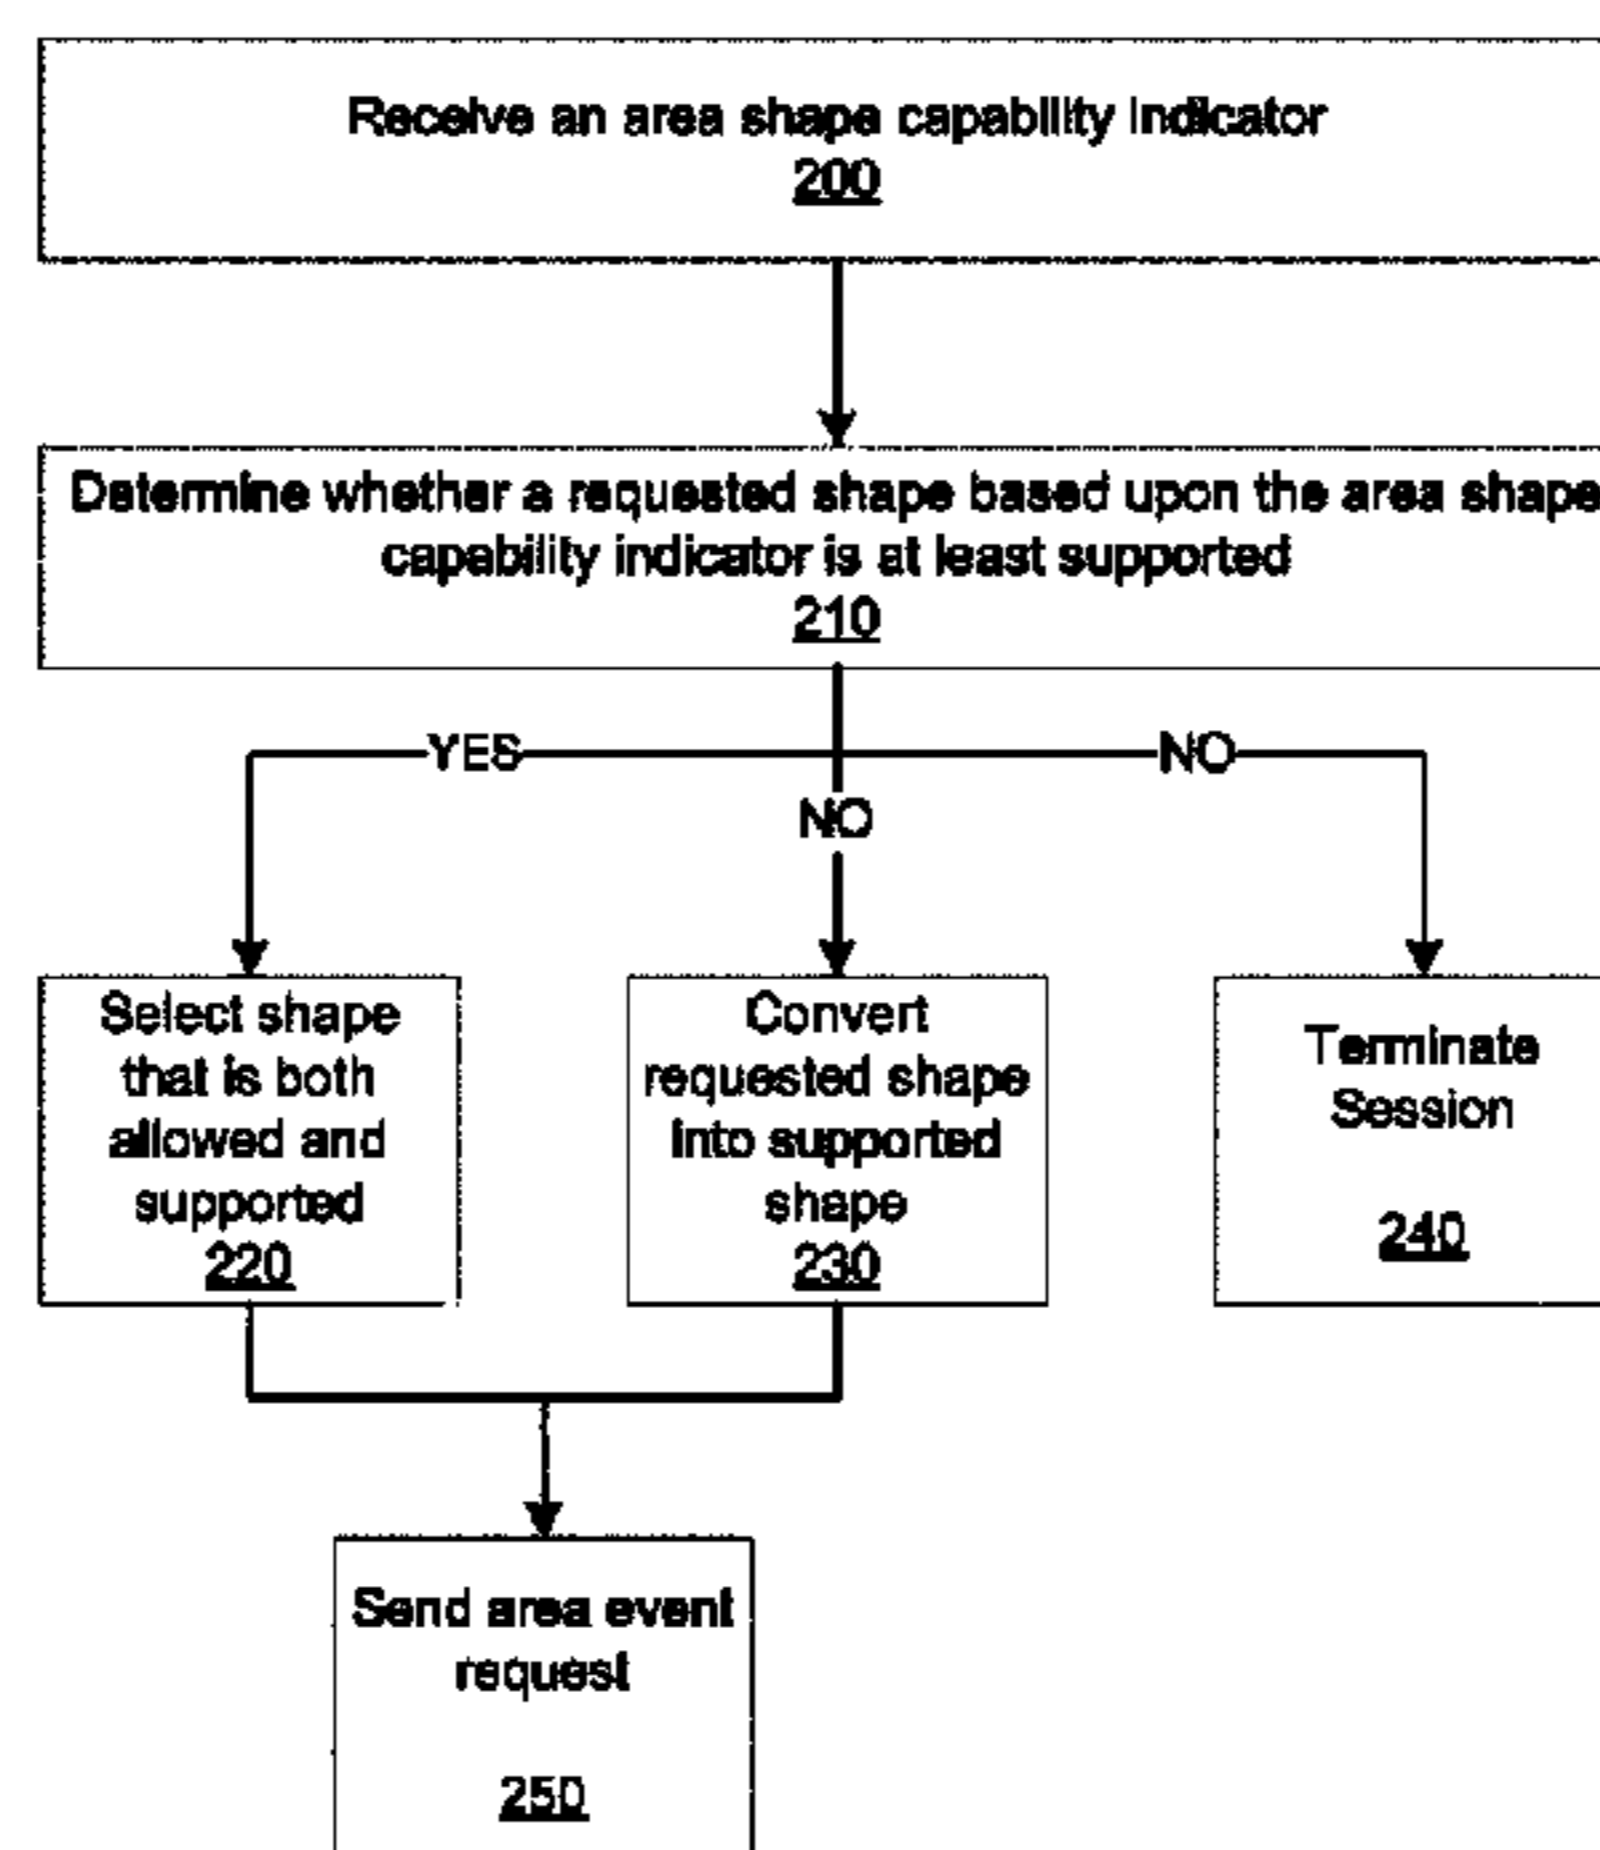 Receive an area shape capability indicator
200
Determine whether a requested shape based upon the area shape
capability indicator is at least supported
210
YES
NO
NO
Select shape
that is both
allowed and
supported
220
Convert
requested shape
into supported
shape
230
Terminate
Session
240
Send area event
request
250